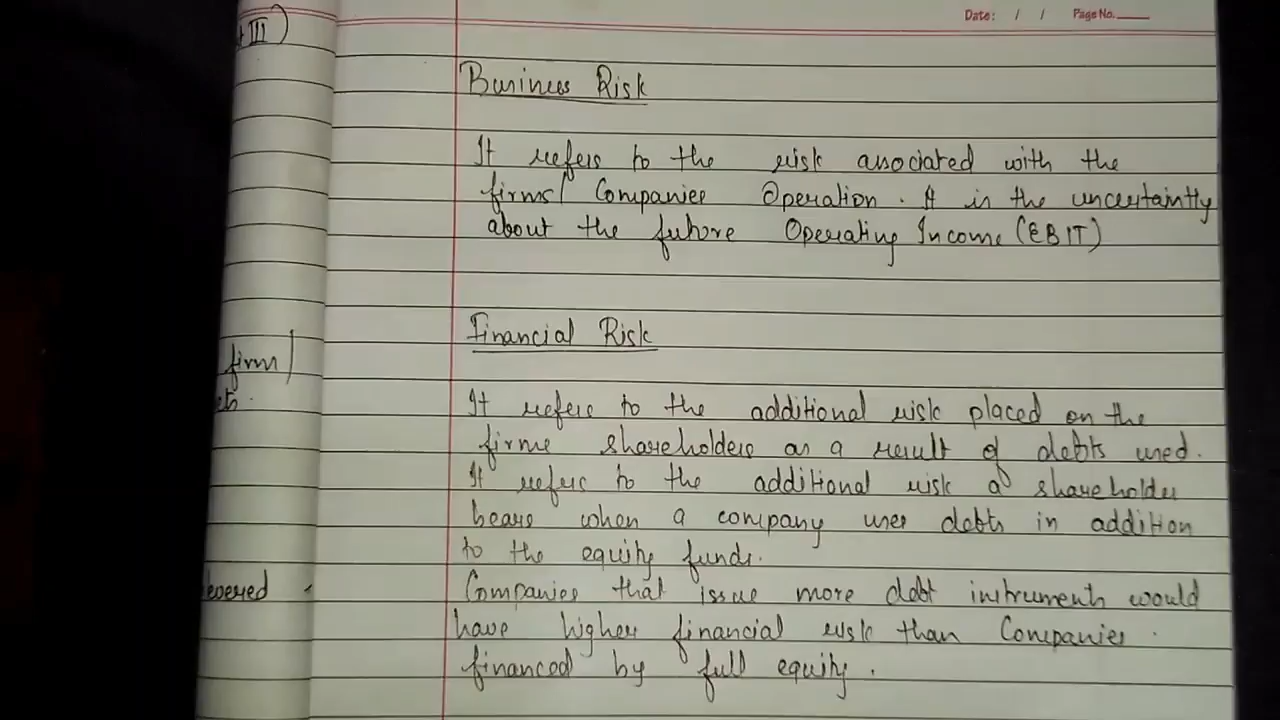 III)
Date: / / Page No.
Business Risk
It refers to the risk associated with the
firms/ Companies Operation. It is the uncertaintly
about the future Operating Income (EBIT)
Financial Risk
firm/
ets.
It refers to the additional risk placed on the
firms shareholders as a result of debts used.
It refers to the additional risk a shareholder
bears when a company uses debts in addition
to the equity funds.
Companies that issue more debt instruments would
have higher financial risk than Companies.
financed by full equity.